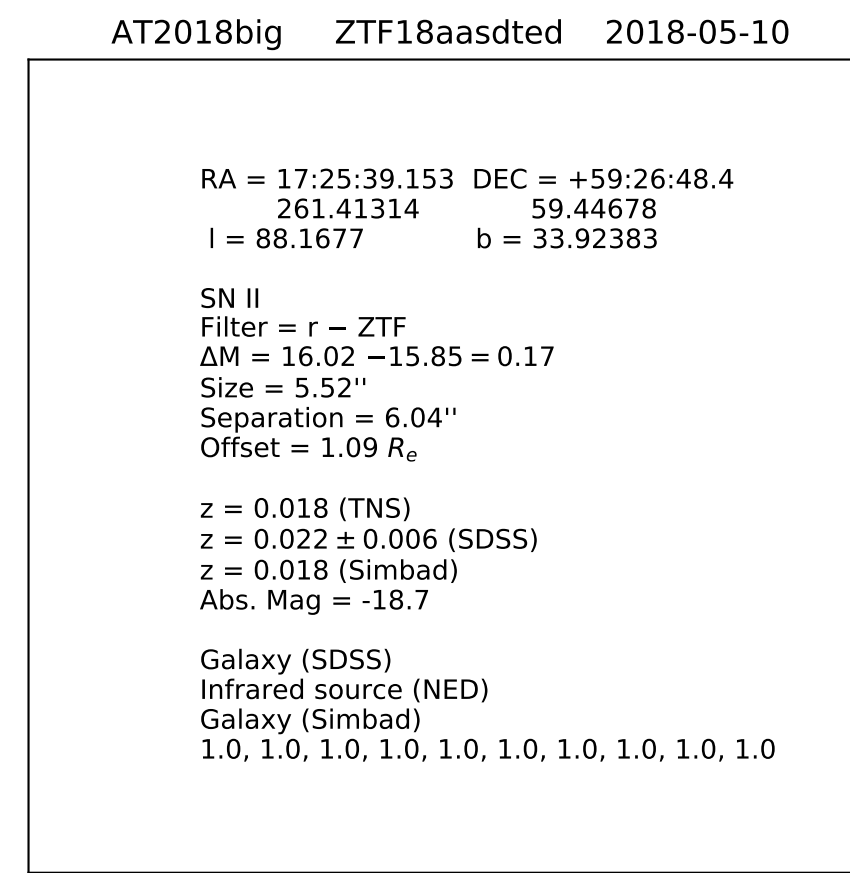 AT2018big ZTF18aasdted 2018-05-10
RA = 17:25:39.153 DEC = +59:26:48.4
261.41314 59.44678
l = 88.1677 b = 33.92383
SN II
Filter = r − ZTF
ΔM = 16.02 −15.85 = 0.17
Size = 5.52''
Separation = 6.04''
Offset = 1.09 Rₑ
z = 0.018 (TNS)
z = 0.022 ± 0.006 (SDSS)
z = 0.018 (Simbad)
Abs. Mag = -18.7
Galaxy (SDSS)
Infrared source (NED)
Galaxy (Simbad)
1.0, 1.0, 1.0, 1.0, 1.0, 1.0, 1.0, 1.0, 1.0, 1.0